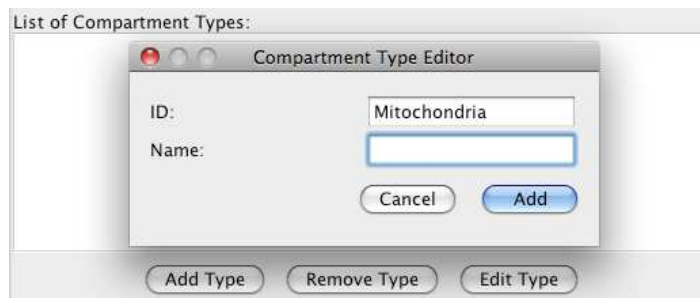 List of Compartment Types:
Compartment Type Editor
ID: Mitochondria
Name:
Cancel Add
Add Type Remove Type Edit Type